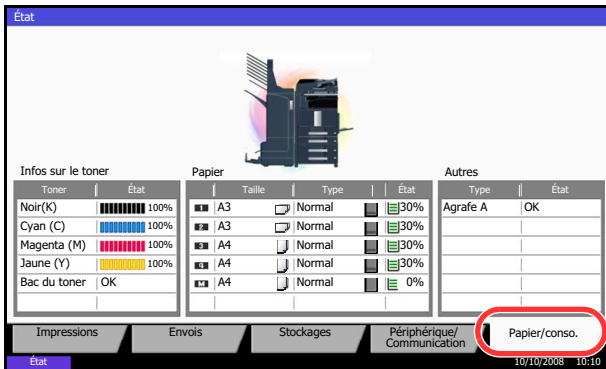 État
Infos sur le toner
Toner État
Noir(K) 100%
Cyan (C) 100%
Magenta (M) 100%
Jaune (Y) 100%
Bac du toner OK
Papier
Taille Type État
1 A3 Normal 30%
2 A3 Normal 30%
3 A4 Normal 30%
4 A4 Normal 30%
M A4 Normal 0%
Autres
Type État
Agrafe A OK
Impressions Envois Stockages Périphérique/ Papier/conso.
Communication
État 10/10/2008 10:10